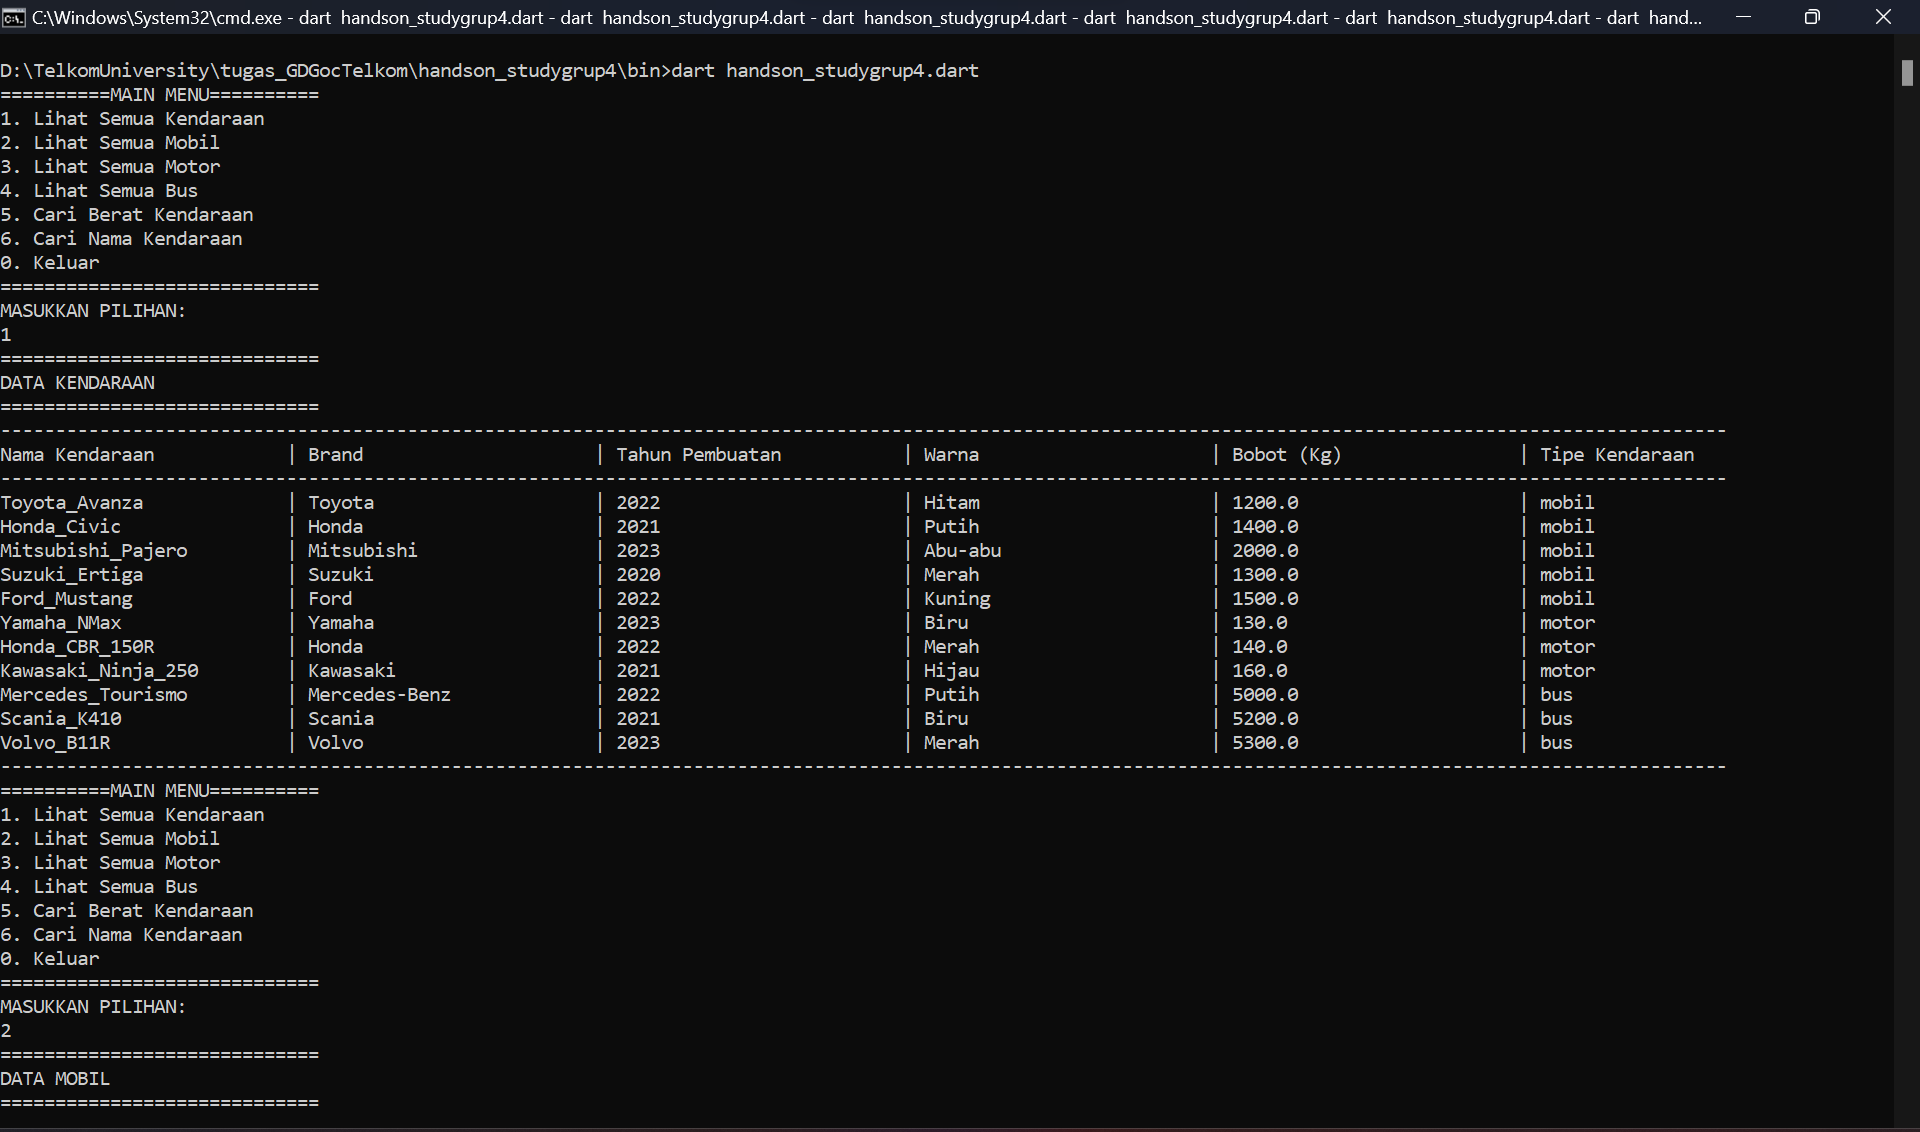 C:\Windows\System32\cmd.exe - dart  handson_studygrup4.dart - dart  handson_studygrup4.dart - dart  handson_studygrup4.dart - dart  handson_studygrup4.dart - dart  handson_studygrup4.dart - dart  hand...
D:\TelkomUniversity\tugas_GDGocTelkom\handson_studygrup4\bin>dart handson_studygrup4.dart
==========MAIN MENU==========
1. Lihat Semua Kendaraan
2. Lihat Semua Mobil
3. Lihat Semua Motor
4. Lihat Semua Bus
5. Cari Berat Kendaraan
6. Cari Nama Kendaraan
0. Keluar
=============================
MASUKKAN PILIHAN:
1
=============================
DATA KENDARAAN
=============================
-------------------------------------------------------------------------------------------------------------------------------------------------------------
Nama Kendaraan            | Brand                     | Tahun Pembuatan           | Warna                     | Bobot (Kg)                | Tipe Kendaraan
-------------------------------------------------------------------------------------------------------------------------------------------------------------
Toyota_Avanza             | Toyota                    | 2022                      | Hitam                     | 1200.0                    | mobil
Honda_Civic               | Honda                     | 2021                      | Putih                     | 1400.0                    | mobil
Mitsubishi_Pajero         | Mitsubishi                | 2023                      | Abu-abu                   | 2000.0                    | mobil
Suzuki_Ertiga             | Suzuki                    | 2020                      | Merah                     | 1300.0                    | mobil
Ford_Mustang              | Ford                      | 2022                      | Kuning                    | 1500.0                    | mobil
Yamaha_NMax               | Yamaha                    | 2023                      | Biru                      | 130.0                     | motor
Honda_CBR_150R            | Honda                     | 2022                      | Merah                     | 140.0                     | motor
Kawasaki_Ninja_250        | Kawasaki                  | 2021                      | Hijau                     | 160.0                     | motor
Mercedes_Tourismo         | Mercedes-Benz             | 2022                      | Putih                     | 5000.0                    | bus
Scania_K410               | Scania                    | 2021                      | Biru                      | 5200.0                    | bus
Volvo_B11R                | Volvo                     | 2023                      | Merah                     | 5300.0                    | bus
-------------------------------------------------------------------------------------------------------------------------------------------------------------
==========MAIN MENU==========
1. Lihat Semua Kendaraan
2. Lihat Semua Mobil
3. Lihat Semua Motor
4. Lihat Semua Bus
5. Cari Berat Kendaraan
6. Cari Nama Kendaraan
0. Keluar
=============================
MASUKKAN PILIHAN:
2
=============================
DATA MOBIL
=============================